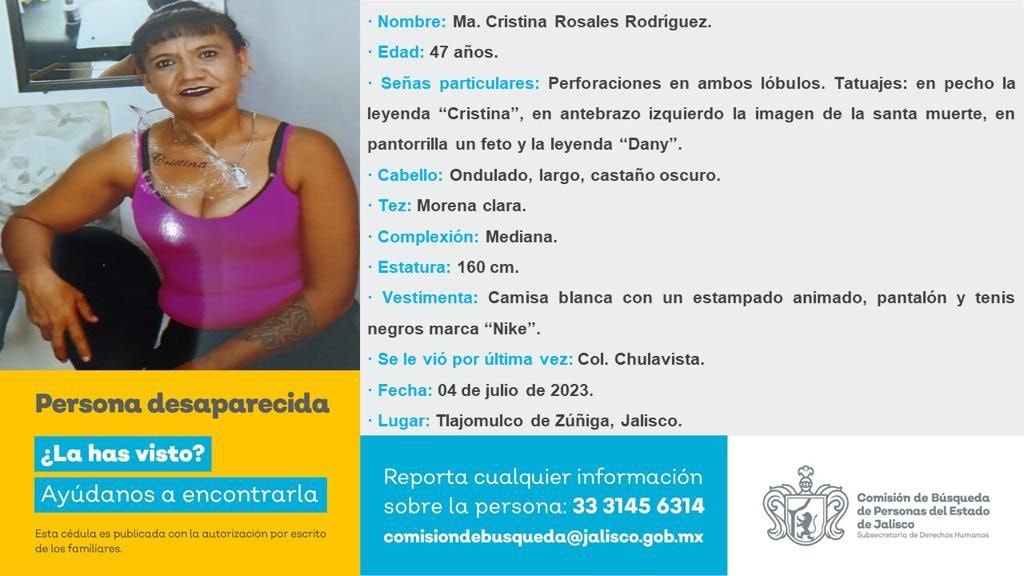 · Nombre: Ma. Cristina Rosales Rodríguez.
· Edad: 47 años.
· Señas particulares: Perforaciones en ambos lóbulos. Tatuajes: en pecho la
leyenda “Cristina”, en antebrazo izquierdo la imagen de la santa muerte, en
pantorrilla un feto y la leyenda “Dany”.
· Cabello: Ondulado, largo, castaño oscuro.
· Tez: Morena clara.
· Complexión: Mediana.
· Estatura: 160 cm.
· Vestimenta: Camisa blanca con un estampado animado, pantalón y tenis
negros marca “Nike”.
· Se le vió por última vez: Col. Chulavista.
· Fecha: 04 de julio de 2023.
· Lugar: Tlajomulco de Zúñiga, Jalisco.
Cristina
Persona desaparecida
¿La has visto?
Ayúdanos a encontrarla
Esta cédula es publicada con la autorización por escrito
de los familiares.
Reporta cualquier información
sobre la persona: 33 3145 6314
comisiondebusqueda@jalisco.gob.mx
Comisión de Búsqueda
de Personas del Estado
de Jalisco
Subsecretaría de Derechos Humanos